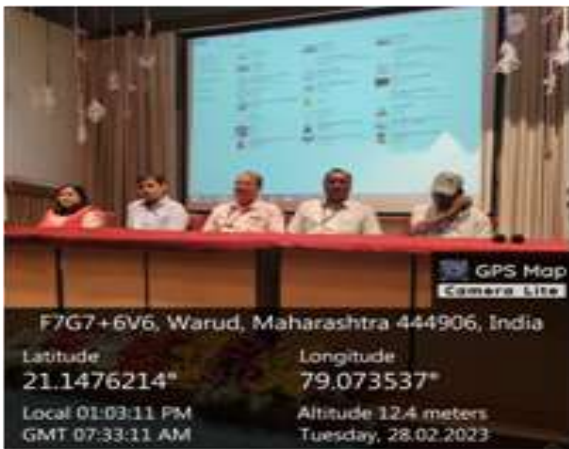 GPS Map
Camera Lite
F7G7+6V6, Warud, Maharashtra 444906, India
Latitude
21.1476214°
Longitude
79.073537°
Local 01:03:11 PM
GMT 07:33:11 AM
Altitude 12.4 meters
Tuesday, 28.02.2023